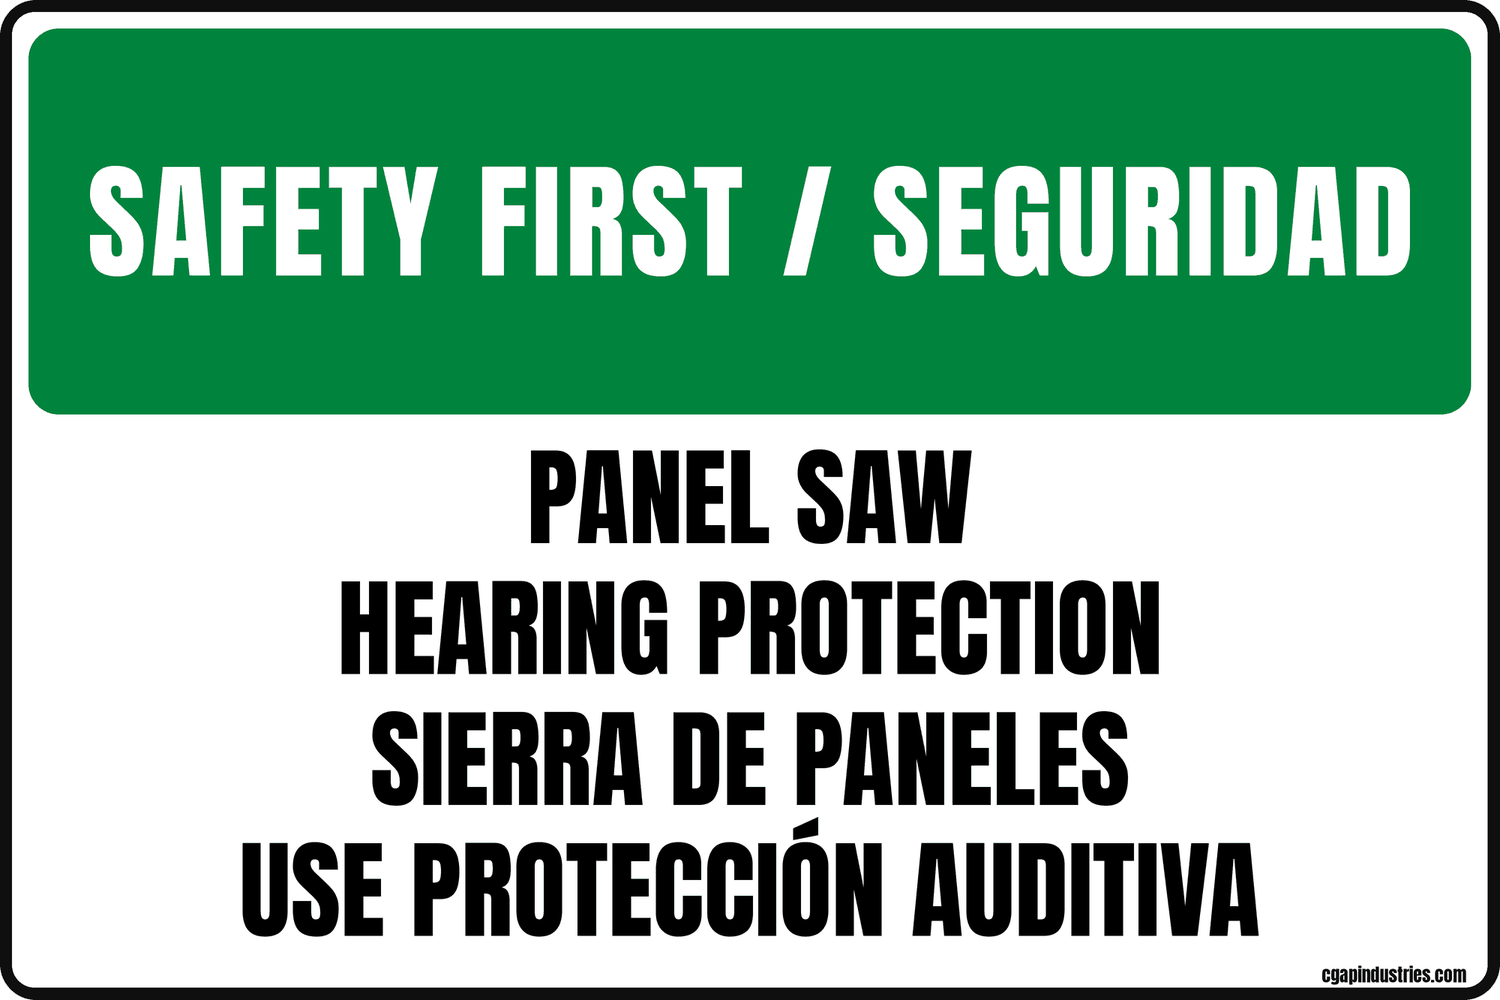 SAFETY FIRST / SEGURIDAD
PANEL SAW
HEARING PROTECTION
SIERRA DE PANELES
USE PROTECCIÓN AUDITIVA
cgapindustries.com